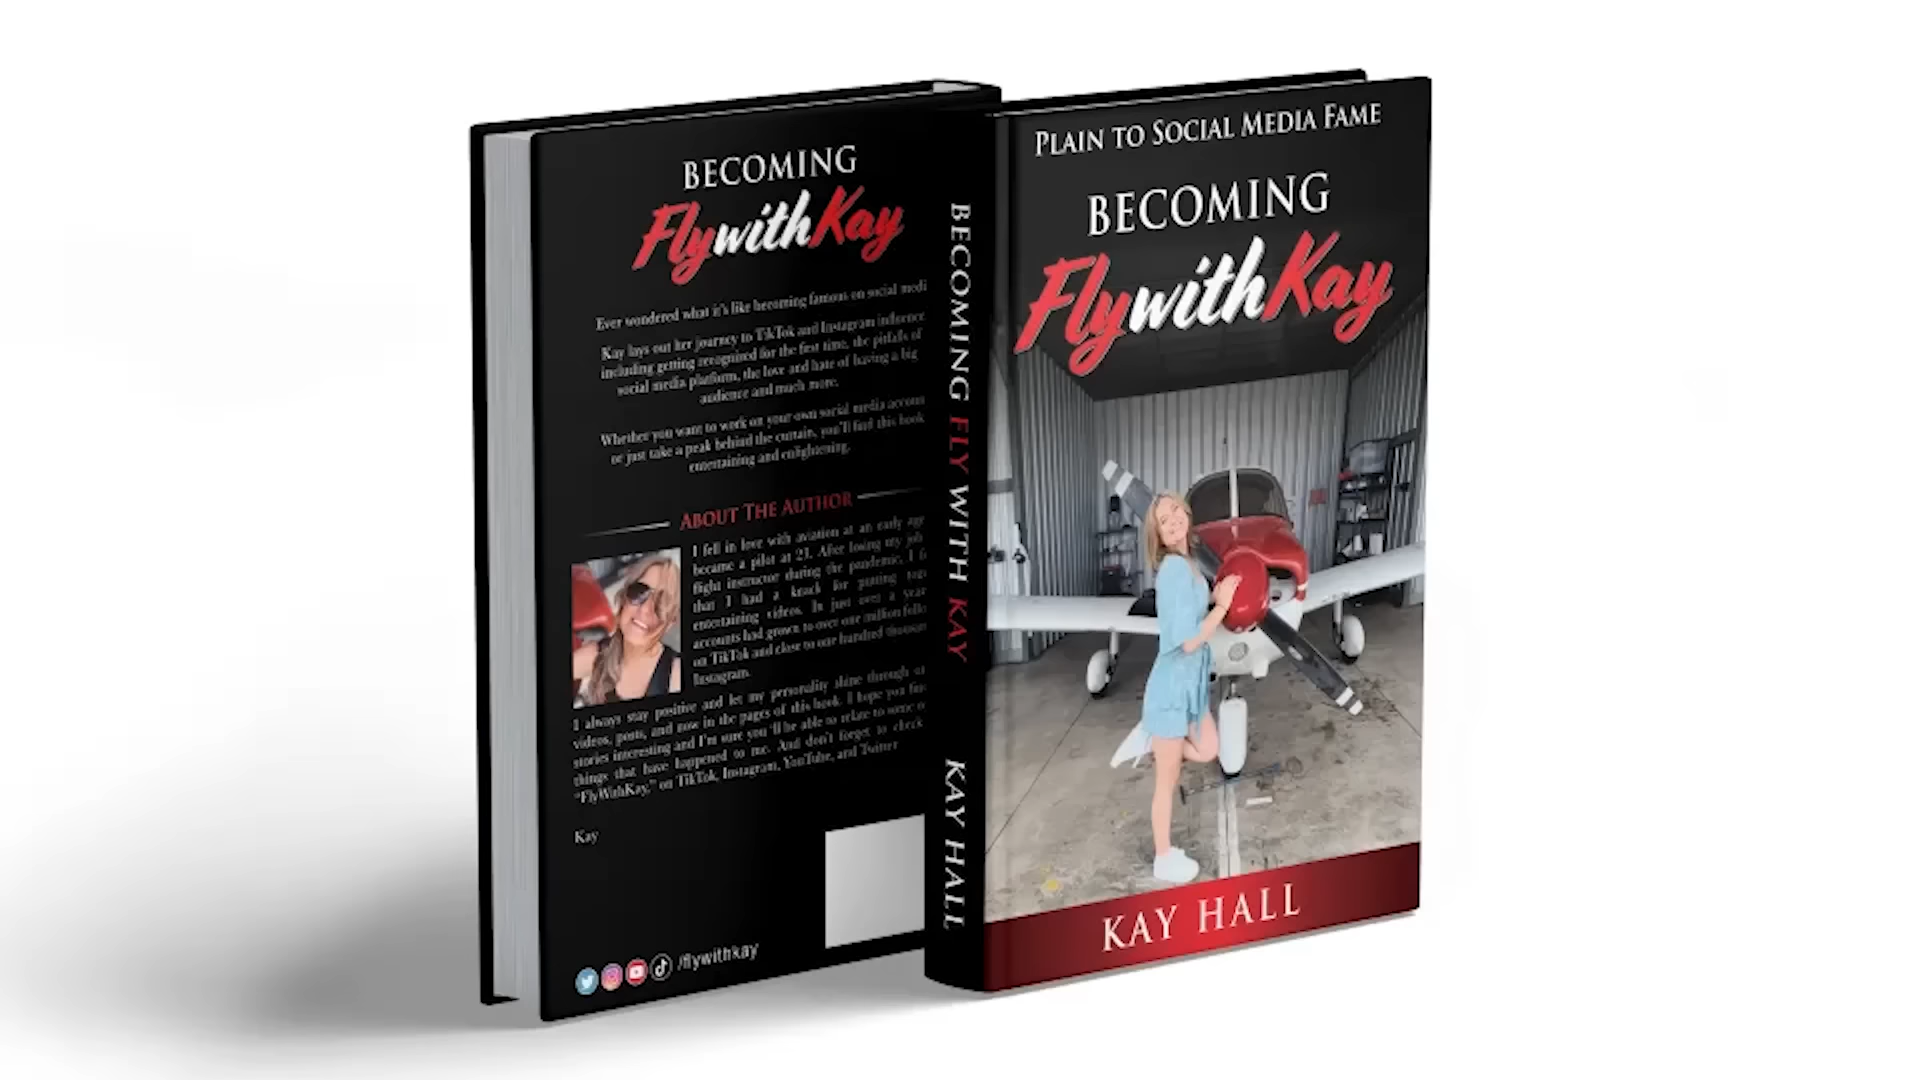 BECOMING
FlywithKay
Ever wondered what it's like becoming famous on social medi
Kay lays out her journey to TikTok and Instagram influence
including getting recognized for the first time, the pitfalls of
social media platform, the love and hate of having a big
audience and much more.
Whether you want to work on your own social media accoun
or just take a peak behind the curtain, you'll find this book
entertaining and enlightening.
ABOUT THE AUTHOR
I fell in love with aviation at an early age
became a pilot at 21. After losing my job
flight instructor during the pandemic, I f
that I had a knack for putting toge
entertaining videos. In just over a year
accounts had grown to over one million follo
on TikTok and close to one hundred thousan
Instagram.
I always stay positive and let my personality shine through
videos, posts, and now in the pages of this book. I hope you fin
stories interesting and I'm sure you'll be able to relate to some o
things that have happened to me. And don't forget to check
"FlyWithKay," on TikTok, Instagram, YouTube, and Twitter
Kay
/flywithkay
BECOMING FLY WITH KAY
KAY HALL
PLAIN TO SOCIAL MEDIA FAME
BECOMING
FlywithKay
KAY HALL